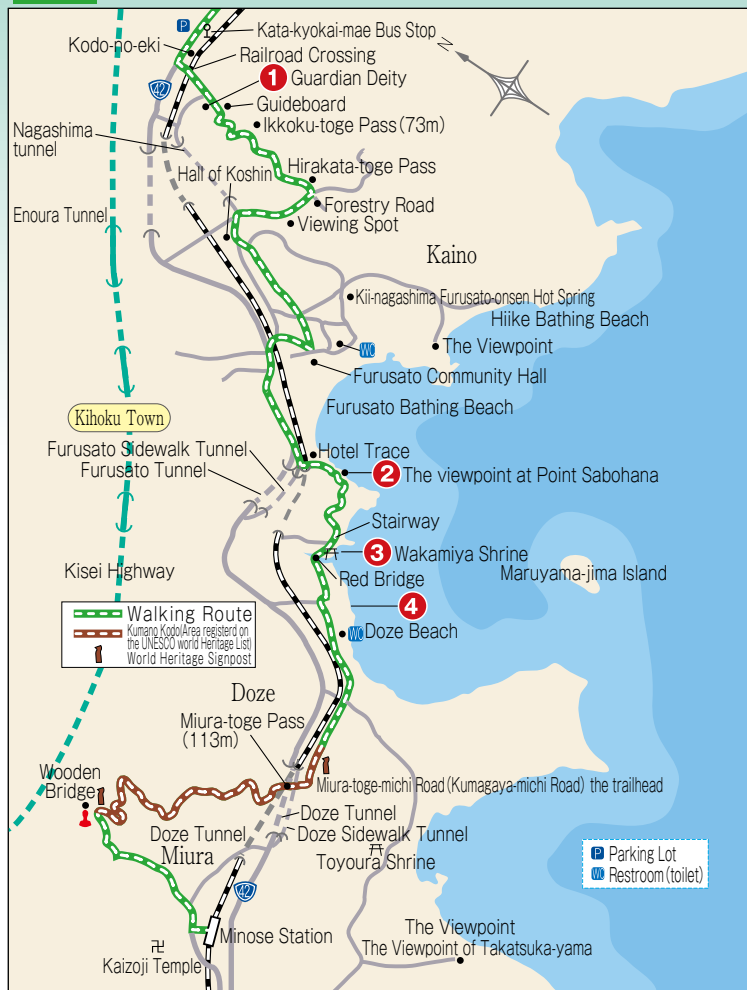 P
Kata-kyokai-mae Bus Stop
Kodo-no-eki
Railroad Crossing
N
1 Guardian Deity
42
Guideboard
Ikkoku-toge Pass (73m)
Nagashima
tunnel
Hall of Koshin
Hirakata-toge Pass
Forestry Road
Enoura Tunnel
Viewing Spot
Kaino
Kii-nagashima Furusato-onsen Hot Spring
Hiike Bathing Beach
WC
The Viewpoint
Furusato Community Hall
Furusato Bathing Beach
Kihoku Town
Furusato Sidewalk Tunnel
Furusato Tunnel
Hotel Trace
2 The viewpoint at Point Sabohana
Stairway
3 Wakamiya Shrine
Red Bridge
Kisei Highway
Maruyama-jima Island
4
WC Doze Beach
Walking Route
Kumano Kodo(Area registerd on
the UNESCO world Heritage List)
World Heritage Signpost
Doze
Miura-toge Pass
(113m)
Wooden
Bridge
Miura-toge-michi Road (Kumagaya-michi Road) the trailhead
Doze Tunnel
Doze Tunnel
Doze Sidewalk Tunnel
Miura
Toyoura Shrine
P Parking Lot
WC Restroom (toilet)
42
Minose Station
卍
Kaizoji Temple
The Viewpoint
The Viewpoint of Takatsuka-yama